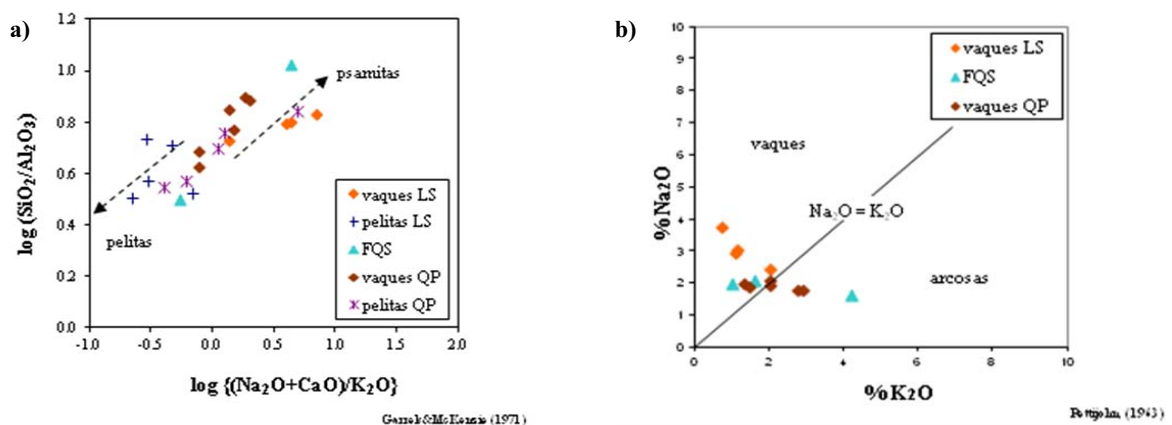 a)
1.2
1.0
0.8
0.6
0.4
0.2
0.0
-1.0
-0.5
0.0
0.5
1.0
1.5
2.0
log (SiO2/Al2O3)
log {(Na2O+CaO)/K2O}
psamitas
pelitas
vaques LS
pelitas LS
FQS
vaques QP
pelitas QP
Garrels&McKensie (1971)
b)
10
9
8
7
6
5
4
3
2
1
0
0
2
4
6
8
10
%Na2O
%K2O
vaques LS
FQS
vaques QP
vaques
Na2O = K2O
arcosas
Pettijohn (1963)